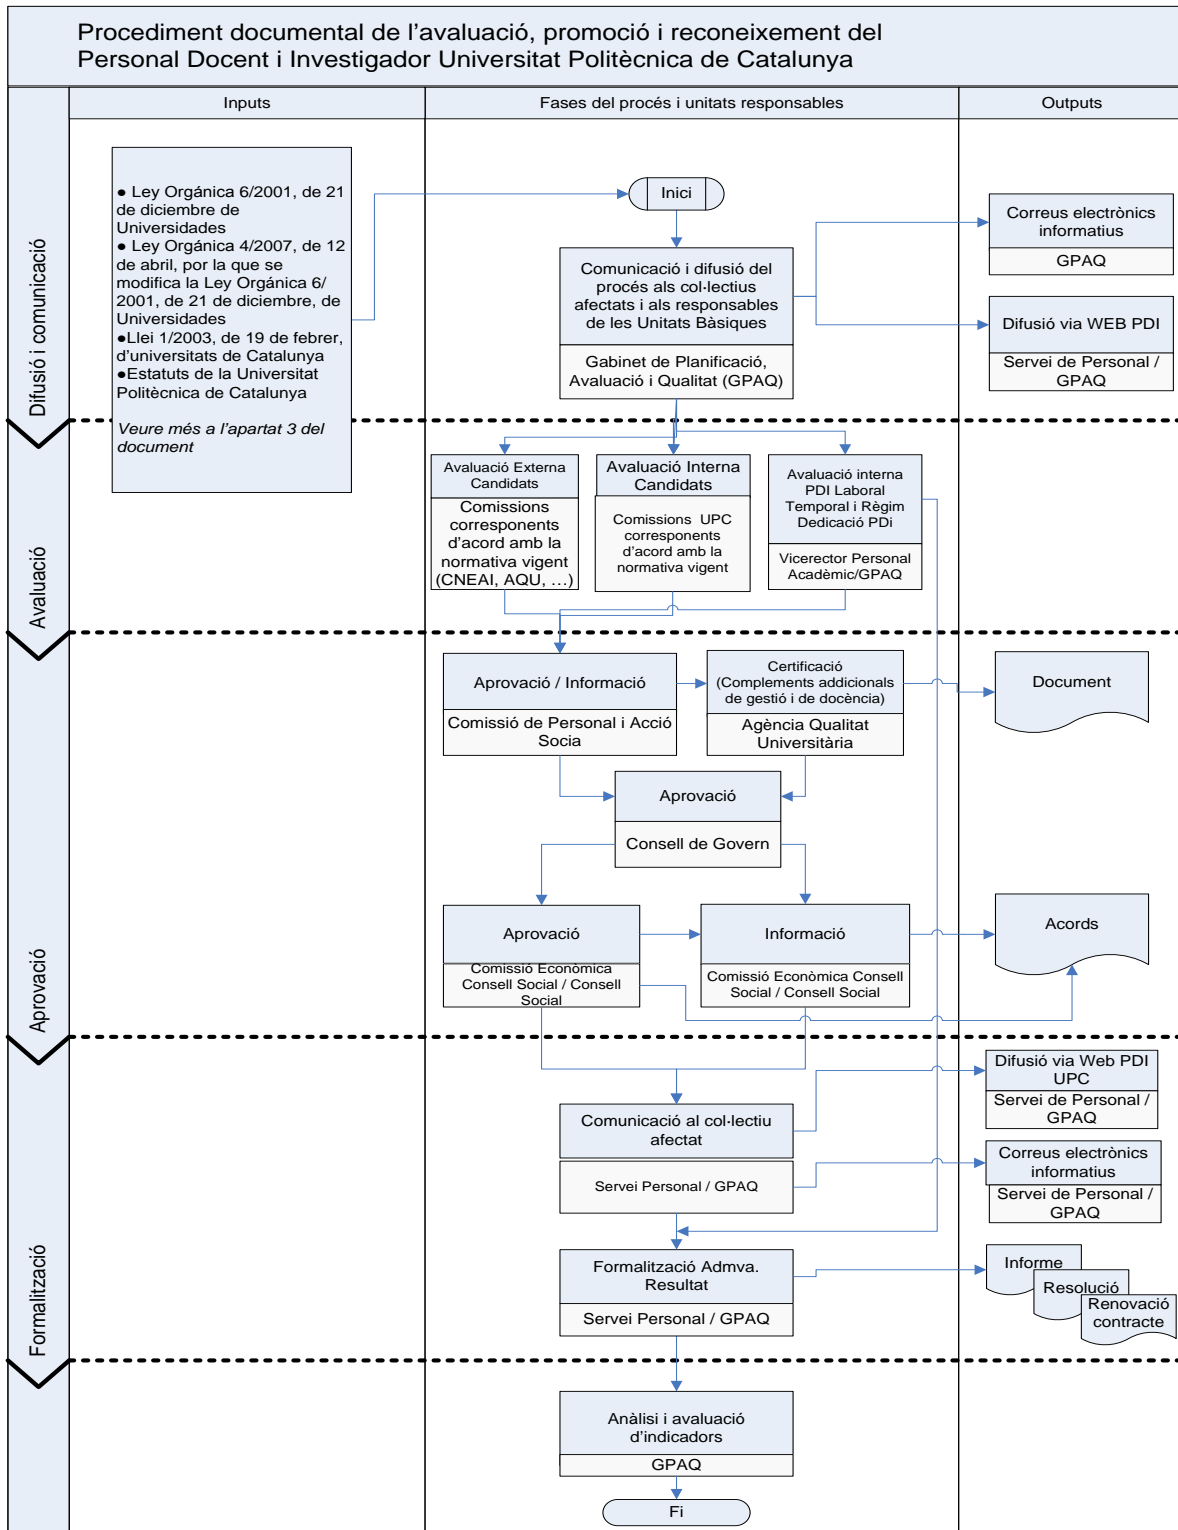 Procediment documental de l'avaluació, promoció i reconeixement del
Personal Docent i Investigador Universitat Politècnica de Catalunya
Inputs
Fases del procés i unitats responsables
Outputs
Difusió i comunicació
● Ley Orgánica 6/2001, de 21
de diciembre de
Universidades
● Ley Orgánica 4/2007, de 12
de abril, por la que se
modifica la Ley Orgánica 6/
2001, de 21 de diciembre, de
Universidades
●Llei 1/2003, de 19 de febrer,
d'universitats de Catalunya
●Estatuts de la Universitat
Politècnica de Catalunya
Veure més a l'apartat 3 del
document
Inici
Comunicació i difusió del
procés als col·lectius
afectats i als responsables
de les Unitats Bàsiques
Gabinet de Planificació,
Avaluació i Qualitat (GPAQ)
Correus electrònics
informatius
GPAQ
Difusió via WEB PDI
Servei de Personal /
GPAQ
Avaluació
Avaluació Externa
Candidats
Comissions
corresponents
d'acord amb la
normativa vigent
(CNEAI, AQU, …)
Avaluació Interna
Candidats
Comissions UPC
corresponents
d'acord amb la
normativa vigent
Avaluació interna
PDI Laboral
Temporal i Règim
Dedicació PDi
Vicerector Personal
Acadèmic/GPAQ
Aprovació
Aprovació / Informació
Comissió de Personal i Acció
Socia
Certificació
(Complements addicionals
de gestió i de docència)
Agència Qualitat
Universitària
Document
Aprovació
Consell de Govern
Aprovació
Comissió Econòmica
Consell Social / Consell
Social
Informació
Comissió Econòmica Consell
Social / Consell Social
Acords
Formalització
Comunicació al col·lectiu
afectat
Servei Personal / GPAQ
Difusió via Web PDI
UPC
Servei de Personal /
GPAQ
Correus electrònics
informatius
Servei de Personal /
GPAQ
Formalització Admva.
Resultat
Servei Personal / GPAQ
Informe
Resolució
Renovació
contracte
Anàlisi i avaluació
d'indicadors
GPAQ
Fi